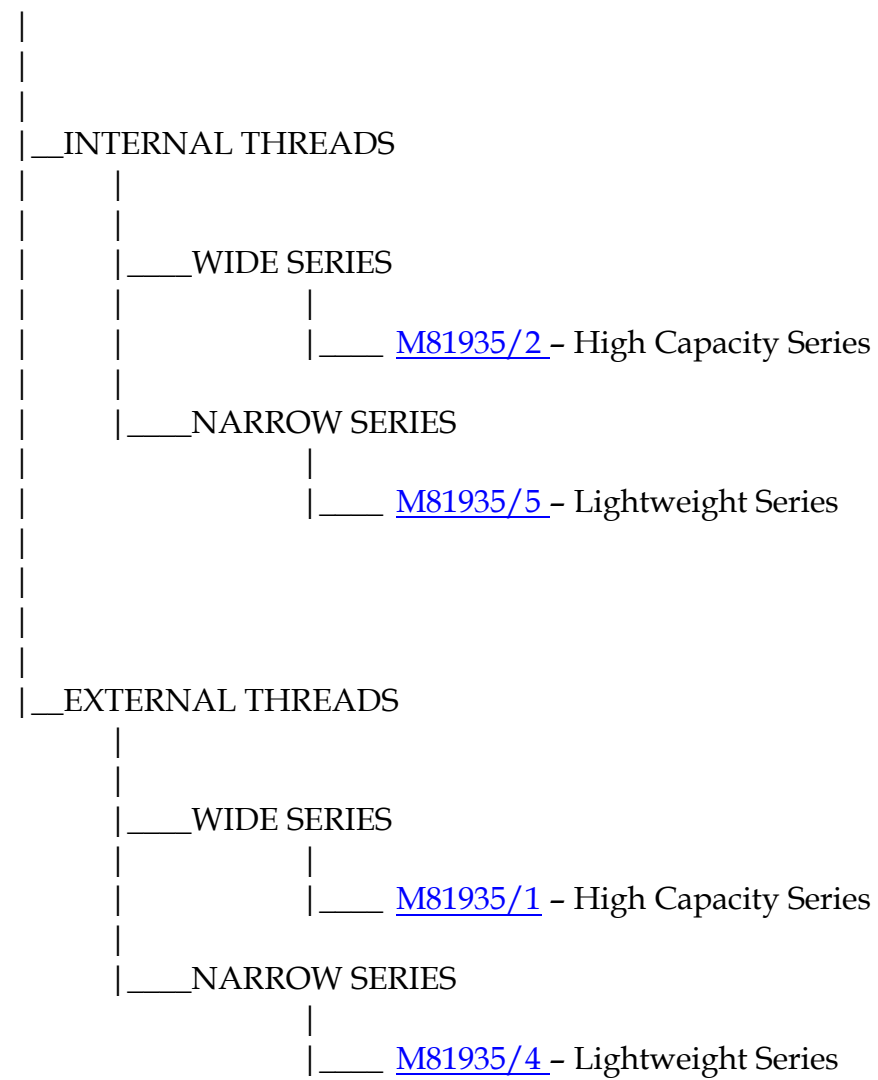 INTERNAL THREADS
WIDE SERIES
M81935/2 – High Capacity Series
NARROW SERIES
M81935/5 – Lightweight Series
EXTERNAL THREADS
WIDE SERIES
M81935/1 – High Capacity Series
NARROW SERIES
M81935/4 – Lightweight Series